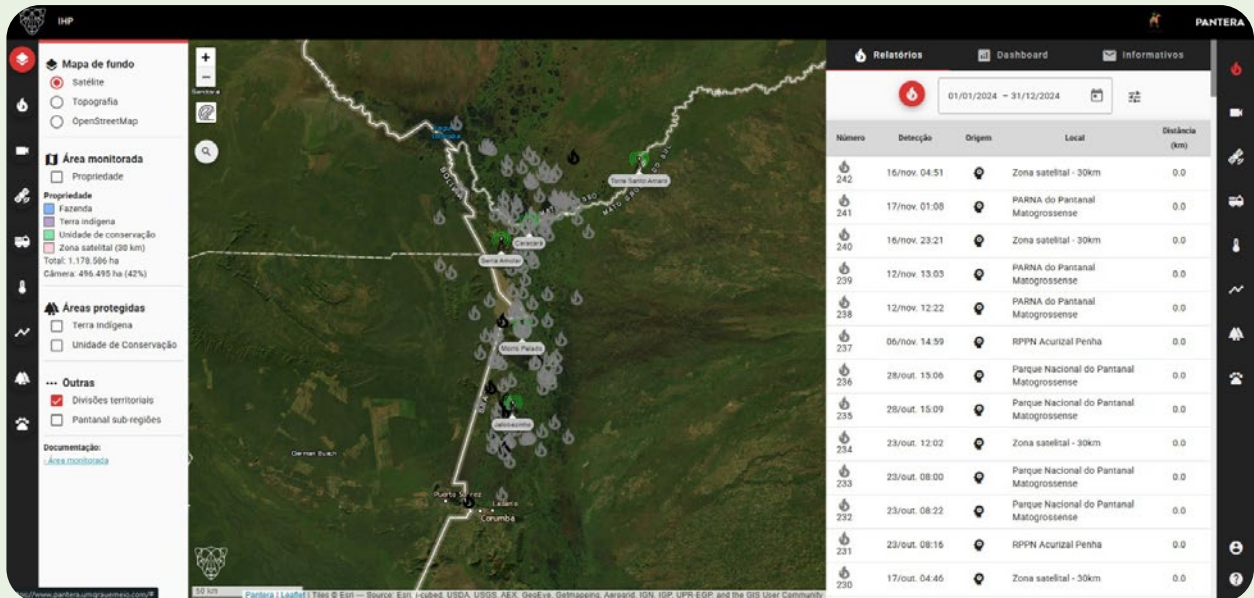 IHP
PANTERA
Mapa de fundo
Satélite
Topografia
OpenStreetMap
Área monitorada
Propriedade
Propriedade
Fazenda
Terra indígena
Unidade de conservação
Zona satelital (30 km)
Total: 1.178.586 ha
Câmera: 496.495 ha (42%)
Áreas protegidas
Terra Indígena
Unidade de Conservação
Outras
Divisões territoriais
Pantanal sub-regiões
Documentação:
- Área monitorada
+
−
BOLIVIA
MATO GROSSO DO SUL
Torre Santo Amaro
Caracará
Serra Amolar
Morro Pelado
Jatobazinho
German Busch
Puerto Suárez
Ladario
Corumbá
50 km
Pantera | Leaflet | Tiles © Esri — Source: Esri, i-cubed, USDA, USGS, AEX, GeoEye, Getmapping, Aerogrid, IGN, IGP, UPR-EGP, and the GIS User Community
Relatórios
Dashboard
Informativos
01/01/2024 – 31/12/2024
Número Detecção Origem Local Distância (km)
242 16/nov. 04:51 Zona satelital - 30km 0.0
241 17/nov. 01:08 PARNA do Pantanal Matogrossense 0.0
240 16/nov. 23:21 Zona satelital - 30km 0.0
239 12/nov. 13:03 PARNA do Pantanal Matogrossense 0.0
238 12/nov. 12:22 PARNA do Pantanal Matogrossense 0.0
237 06/nov. 14:59 RPPN Acurizal Penha 0.0
236 28/out. 15:06 Parque Nacional do Pantanal Matogrossense 0.0
235 28/out. 15:09 Parque Nacional do Pantanal Matogrossense 0.0
234 23/out. 12:02 Zona satelital - 30km 0.0
233 23/out. 08:00 Parque Nacional do Pantanal Matogrossense 0.0
232 23/out. 08:22 Parque Nacional do Pantanal Matogrossense 0.0
231 23/out. 08:16 RPPN Acurizal Penha 0.0
230 17/out. 04:46 Zona satelital - 30km 0.0